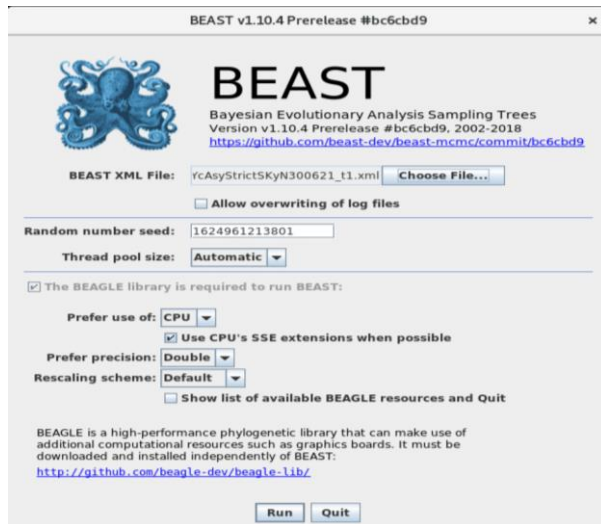 BEAST v1.10.4 Prerelease #bc6cbd9 ×
BEAST
Bayesian Evolutionary Analysis Sampling Trees
Version v1.10.4 Prerelease #bc6cbd9, 2002-2018
https://github.com/beast-dev/beast-mcmc/commit/bc6cbd9
BEAST XML File: YcAsyStrictSKyN300621_t1.xml Choose File...
Allow overwriting of log files
Random number seed: 1624961213801
Thread pool size: Automatic
The BEAGLE library is required to run BEAST:
Prefer use of: CPU
Use CPU's SSE extensions when possible
Prefer precision: Double
Rescaling scheme: Default
Show list of available BEAGLE resources and Quit
BEAGLE is a high-performance phylogenetic library that can make use of
additional computational resources such as graphics boards. It must be
downloaded and installed independently of BEAST:
http://github.com/beagle-dev/beagle-lib/
Run Quit